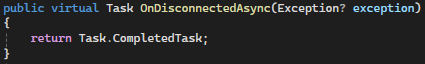 public virtual Task OnDisconnectedAsync(Exception? exception)
{
    return Task.CompletedTask;
}